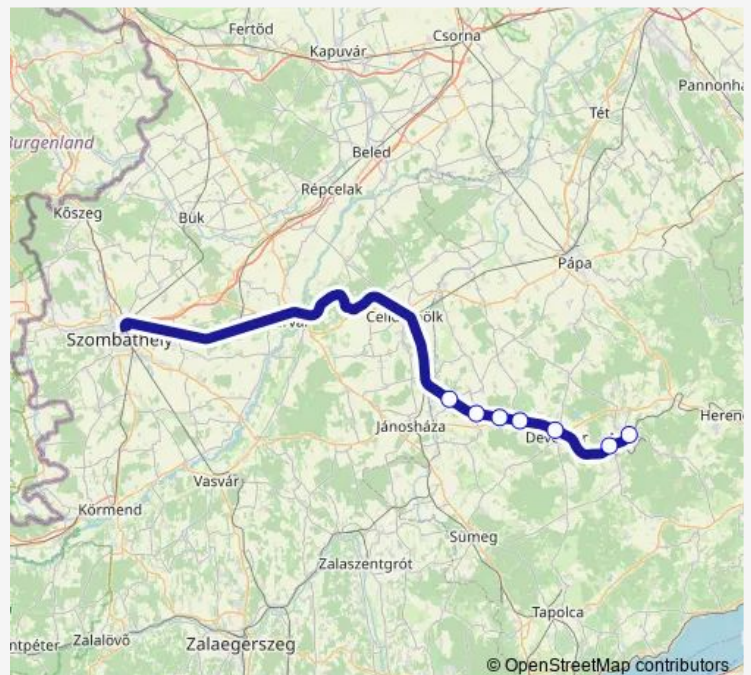 Fertőd
Csorna
Kapuvár
Pannonha
Tét
Burgenland
Beled
Répcelak
Kőszeg
Bük
Pápa
Szombathely
Jánosháza
Heren
Vasvár
Körmend
Sümeg
Zalaszentgrót
Tapolca
Zalalövő
ntpéter
Zalaegerszeg
© OpenStreetMap contributors